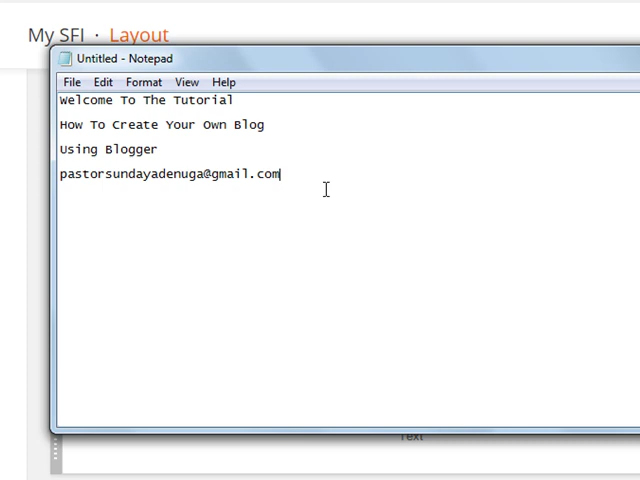 My SFI · Layout
Untitled - Notepad
File Edit Format View Help
Welcome To The Tutorial
How To Create Your Own Blog
Using Blogger
pastorsundayadenuga@gmail.com
Text